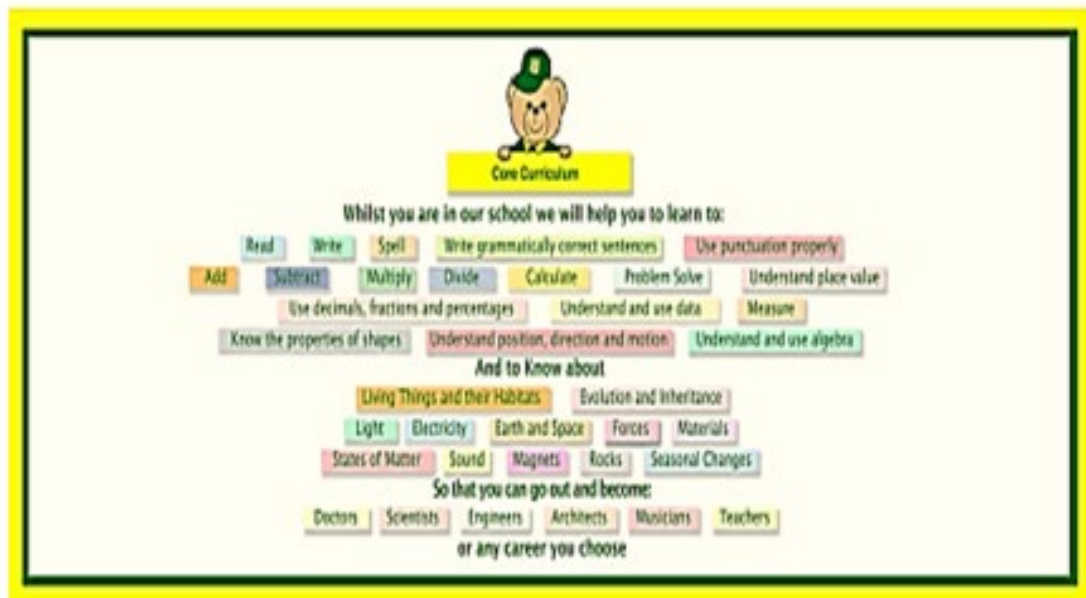 Core Curriculum
Whilst you are in our school we will help you to learn to:
Read Write Spell Write grammatically correct sentences Use punctuation properly
Add Subtract Multiply Divide Calculate Problem Solve Understand place value
Use decimals, fractions and percentages Understand and use data Measure
Know the properties of shapes Understand position, direction and motion Understand and use algebra
And to Know about
Living Things and their Habitats Evolution and Inheritance
Light Electricity Earth and Space Forces Materials
States of Matter Sound Magnets Rocks Seasonal Changes
So that you can go out and become:
Doctors Scientists Engineers Architects Musicians Teachers
or any career you choose